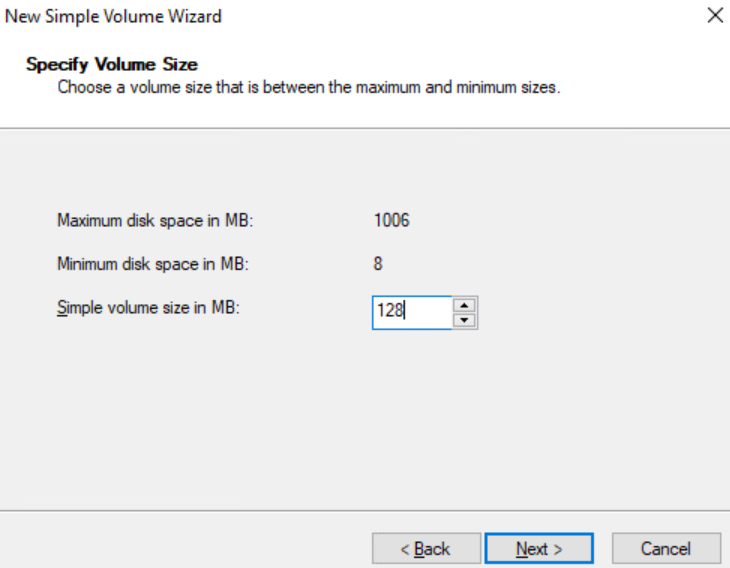 New Simple Volume Wizard
Specify Volume Size
Choose a volume size that is between the maximum and minimum sizes.
Maximum disk space in MB: 1006
Minimum disk space in MB: 8
Simple volume size in MB: 128
< Back Next > Cancel